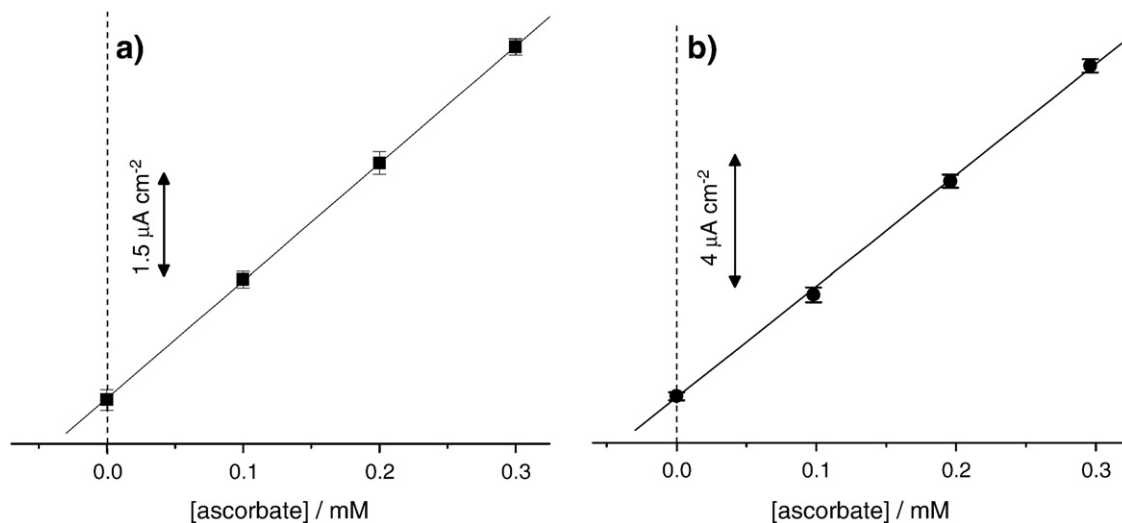 a)
1.5 μA cm⁻²
0.0 0.1 0.2 0.3
[ascorbate] / mM
b)
4 μA cm⁻²
0.0 0.1 0.2 0.3
[ascorbate] / mM